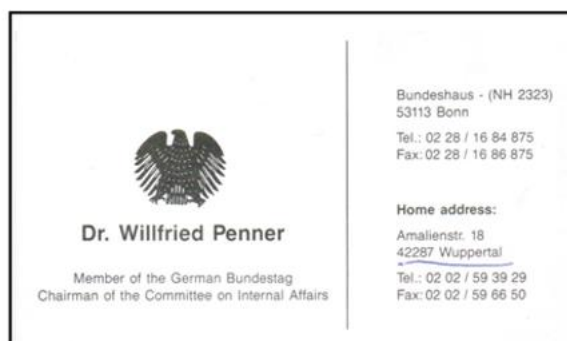 Dr. Willfried Penner
Member of the German Bundestag
Chairman of the Committee on Internal Affairs
Bundeshaus - (NH 2323)
53113 Bonn
Tel.: 02 28 / 16 84 875
Fax: 02 28 / 16 86 875
Home address:
Amalienstr. 18
42287 Wuppertal
Tel.: 02 02 / 59 39 29
Fax: 02 02 / 59 66 50